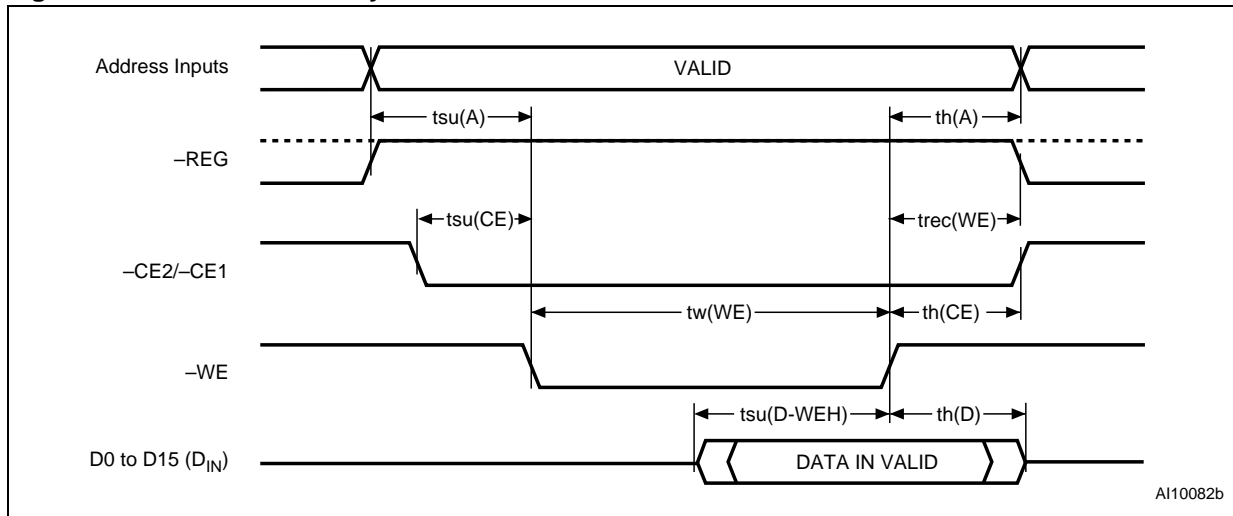 Address Inputs
VALID
tsu(A)
th(A)
–REG
tsu(CE)
trec(WE)
–CE2/–CE1
tw(WE)
th(CE)
–WE
tsu(D-WEH)
th(D)
D0 to D15 (DIN)
DATA IN VALID
AI10082b